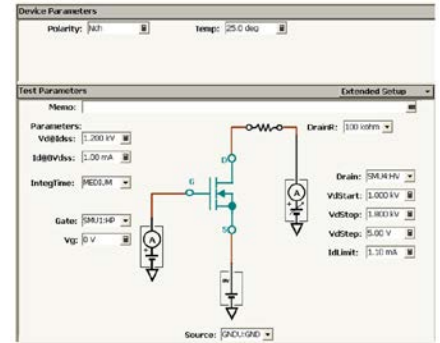 Device Parameters
Polarity: Nch Temp: 25.0 deg
Test Parameters Extended Setup
Memo:
Parameters:
Vd@Idss: 1.200 kV
Id@BVdss: 1.00 mA
IntegTime: MEDIUM
Gate: SMU1:HP
Vg: 0 V
DrainR: 100 kohm
D
G
S
A
A
Drain: SMU4:HV
VdStart: 1.000 kV
VdStop: 1.800 kV
VdStep: 5.00 V
IdLimit: 1.10 mA
Source: GNDU:GND